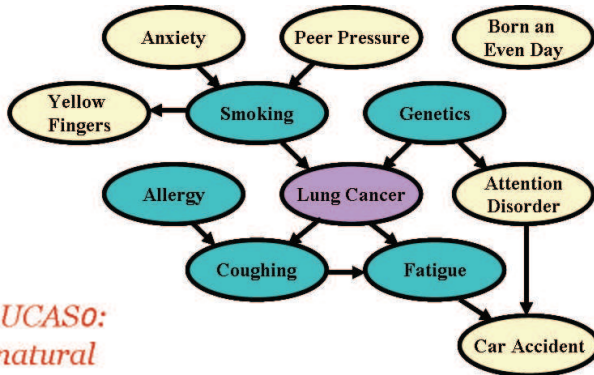 Anxiety
Peer Pressure
Born an
Even Day
Yellow
Fingers
Smoking
Genetics
Allergy
Lung Cancer
Attention
Disorder
Coughing
Fatigue
UCAS0:
natural
Car Accident